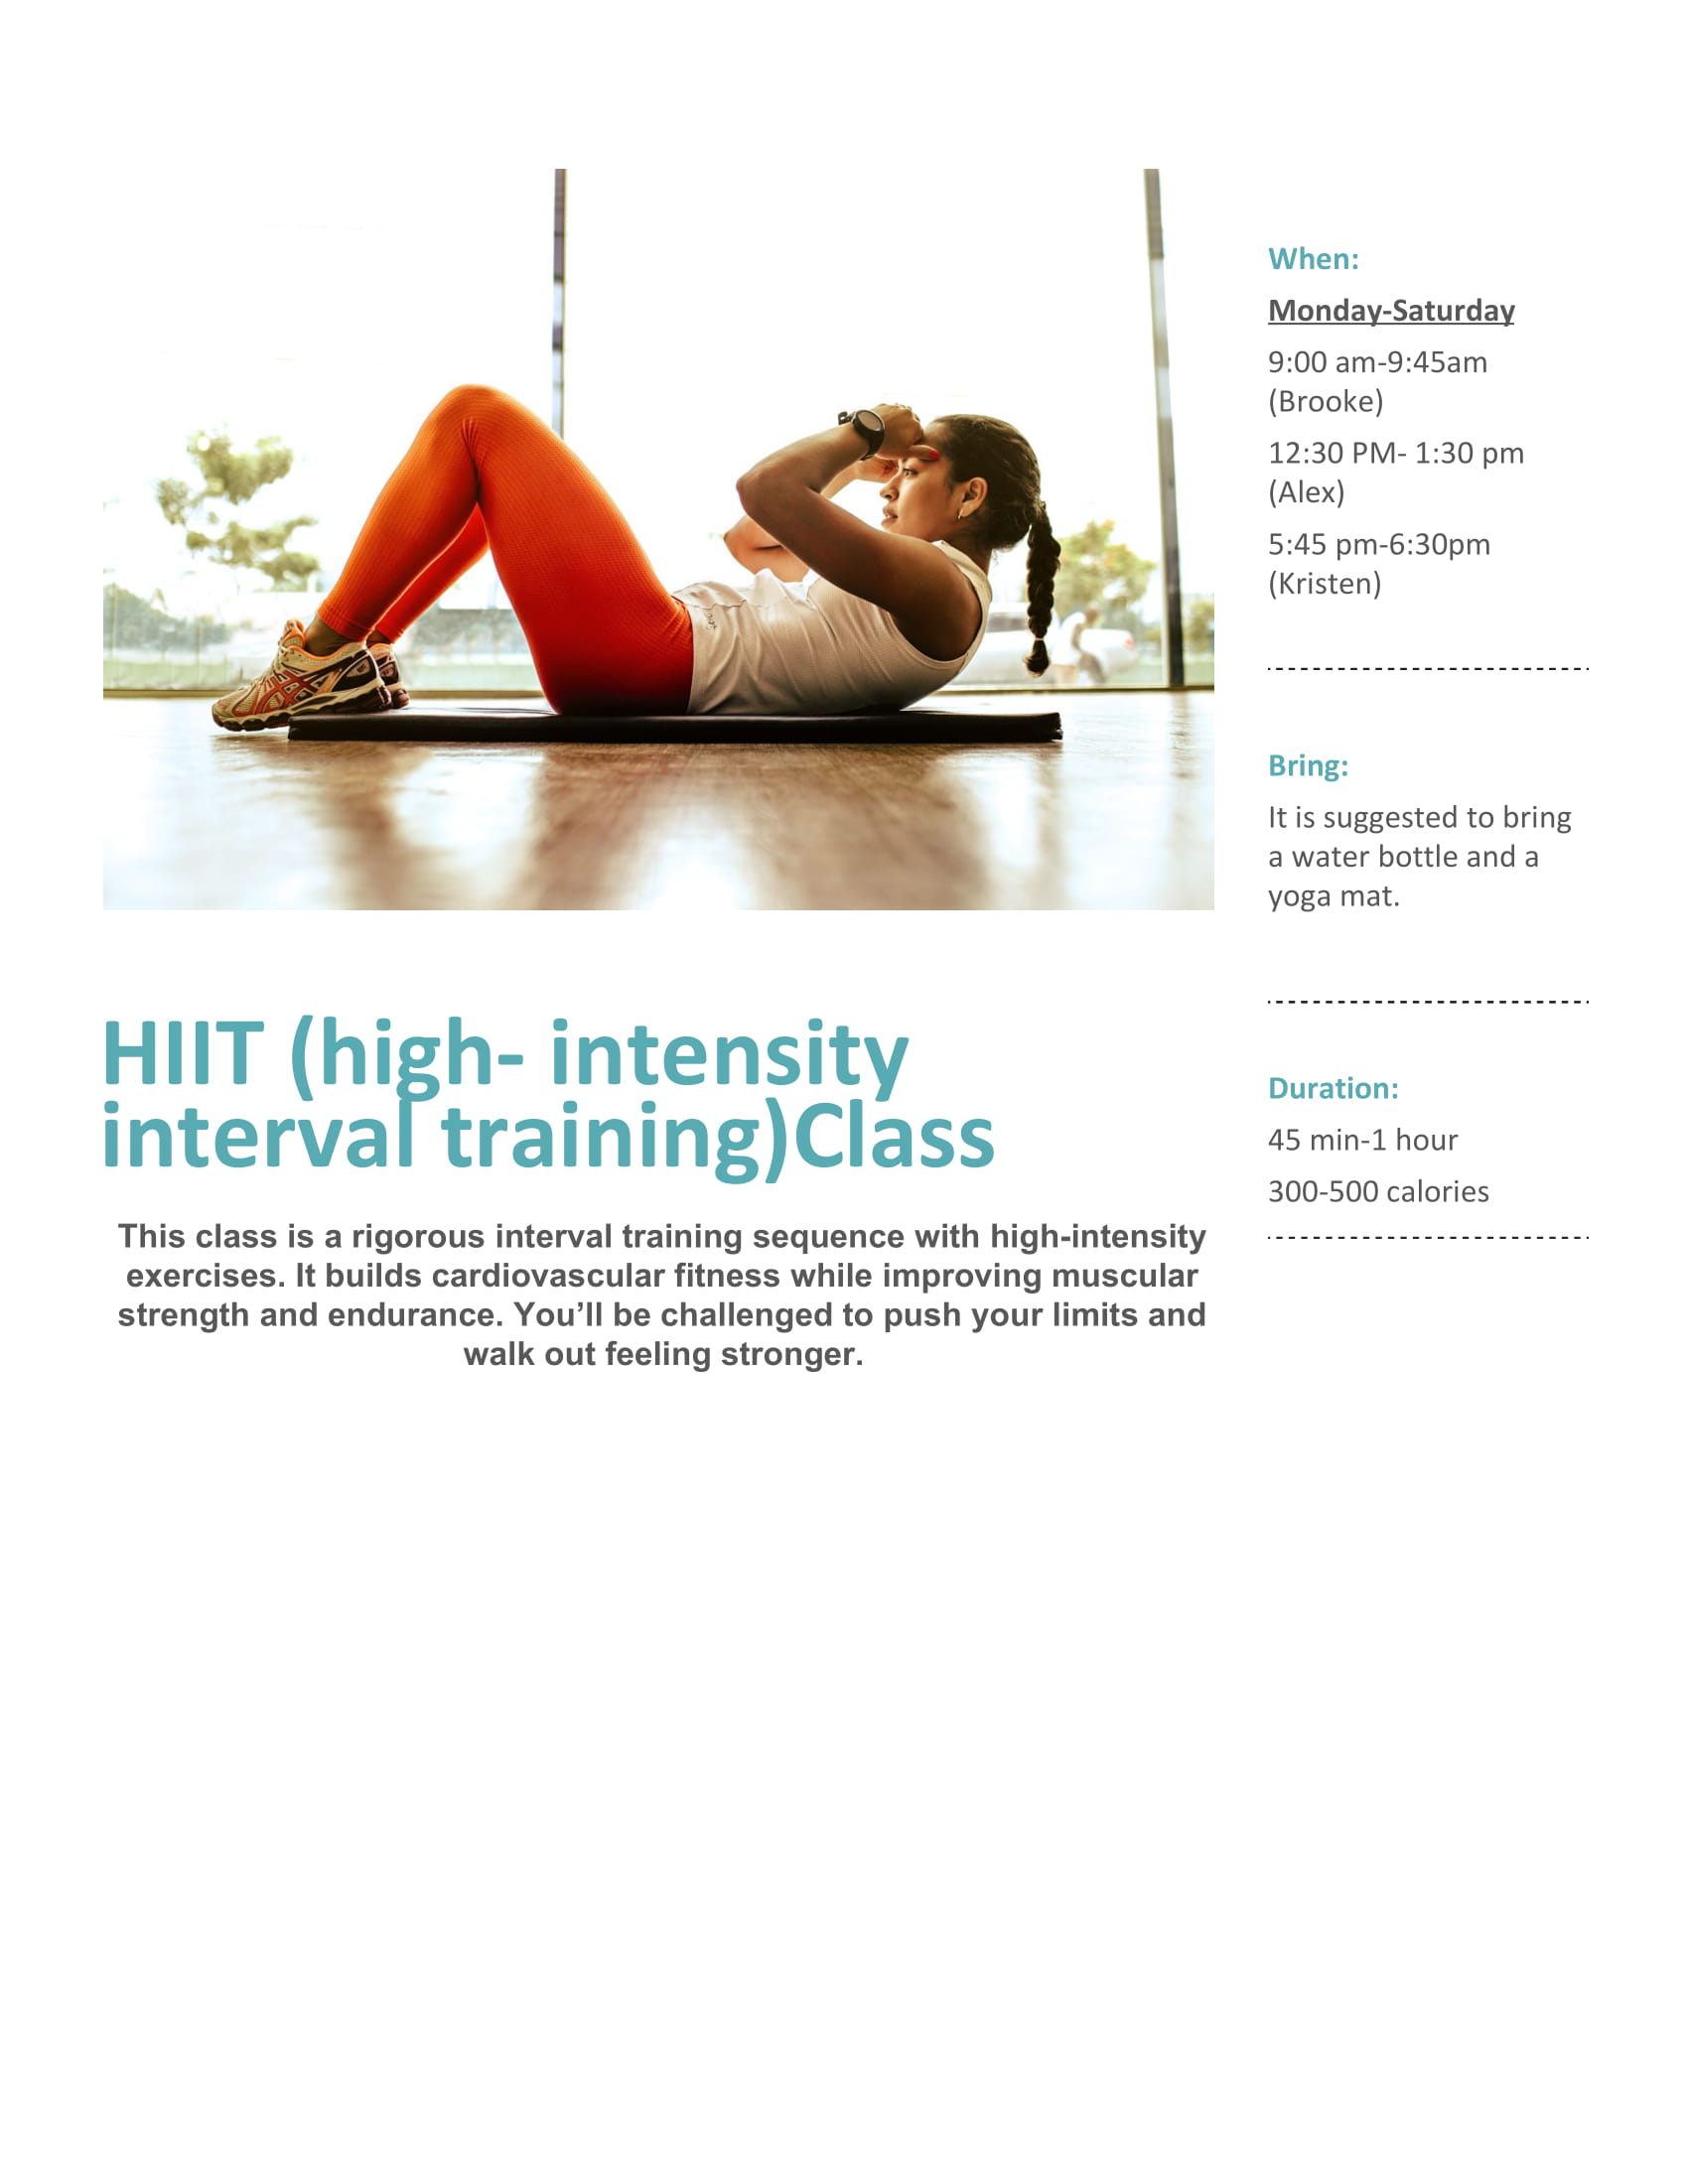 When:
Monday-Saturday
9:00 am-9:45am
(Brooke)
12:30 PM- 1:30 pm
(Alex)
5:45 pm-6:30pm
(Kristen)
Bring:
It is suggested to bring
a water bottle and a
yoga mat.
HIIT (high- intensity
interval training)Class
This class is a rigorous interval training sequence with high-intensity
exercises. It builds cardiovascular fitness while improving muscular
strength and endurance. You’ll be challenged to push your limits and
walk out feeling stronger.
Duration:
45 min-1 hour
300-500 calories